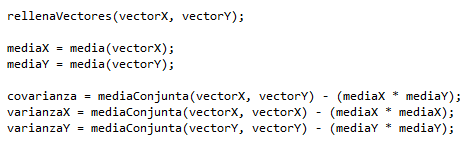 rellenaVectores(vectorX, vectorY);
mediaX = media(vectorX);
mediaY = media(vectorY);
covarianza = mediaConjunta(vectorX, vectorY) - (mediaX * mediaY);
varianzaX = mediaConjunta(vectorX, vectorX) - (mediaX * mediaX);
varianzaY = mediaConjunta(vectorY, vectorY) - (mediaY * mediaY);